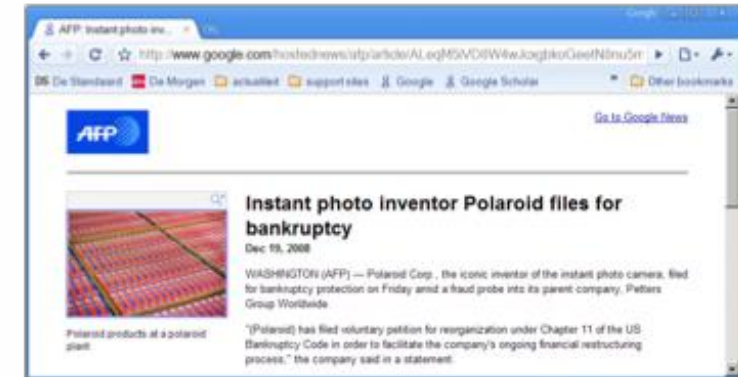 AFP: Instant photo inv...
http://www.google.com/hostednews/afp/article/
DS De Standaard De Morgen actualiteit support sites Google Google Scholar » Other bookmarks
AFP
Go to Google News
Instant photo inventor Polaroid files for
bankruptcy
Dec 19, 2008
WASHINGTON (AFP) — Polaroid Corp., the iconic inventor of the instant photo camera, filed
for bankruptcy protection on Friday amid a fraud probe into its parent company, Petters
Group Worldwide.
"(Polaroid) has filed voluntary petition for reorganization under Chapter 11 of the US
Bankruptcy Code in order to facilitate the company's ongoing financial restructuring
process," the company said in a statement.
Polaroid products at a polaroid
plant